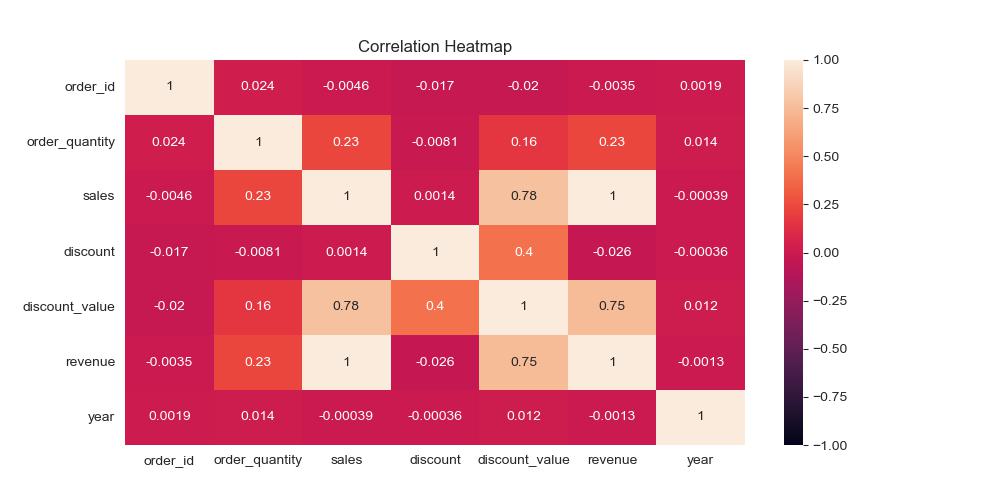 Correlation Heatmap
order_id 1 0.024 -0.0046 -0.017 -0.02 -0.0035 0.0019
order_quantity 0.024 1 0.23 -0.0081 0.16 0.23 0.014
sales -0.0046 0.23 1 0.0014 0.78 1 -0.00039
discount -0.017 -0.0081 0.0014 1 0.4 -0.026 -0.00036
discount_value -0.02 0.16 0.78 0.4 1 0.75 0.012
revenue -0.0035 0.23 1 -0.026 0.75 1 -0.0013
year 0.0019 0.014 -0.00039 -0.00036 0.012 -0.0013 1
order_id order_quantity sales discount discount_value revenue year
1.00
0.75
0.50
0.25
0.00
−0.25
−0.50
−0.75
−1.00